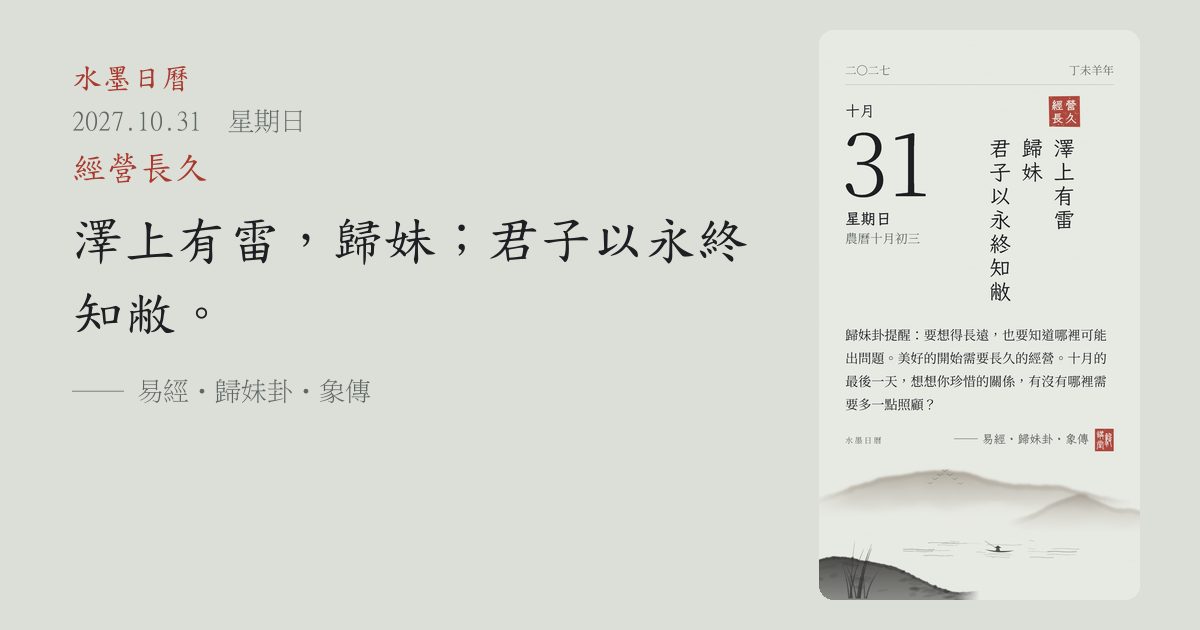 水墨日曆
2027.10.31 星期日
經營長久
澤上有雷，歸妹；君子以永終
知敝。
—— 易經・歸妹卦・象傳
二〇二七
丁未羊年
十月
31
星期日
農曆十月初三
經營
長久
澤上有雷
歸妹
君子以永終知敝
歸妹卦提醒：要想得長遠，也要知道哪裡可能
出問題。美好的開始需要長久的經營。十月的
最後一天，想想你珍惜的關係，有沒有哪裡需
要多一點照顧？
水墨日曆
—— 易經・歸妹卦・象傳